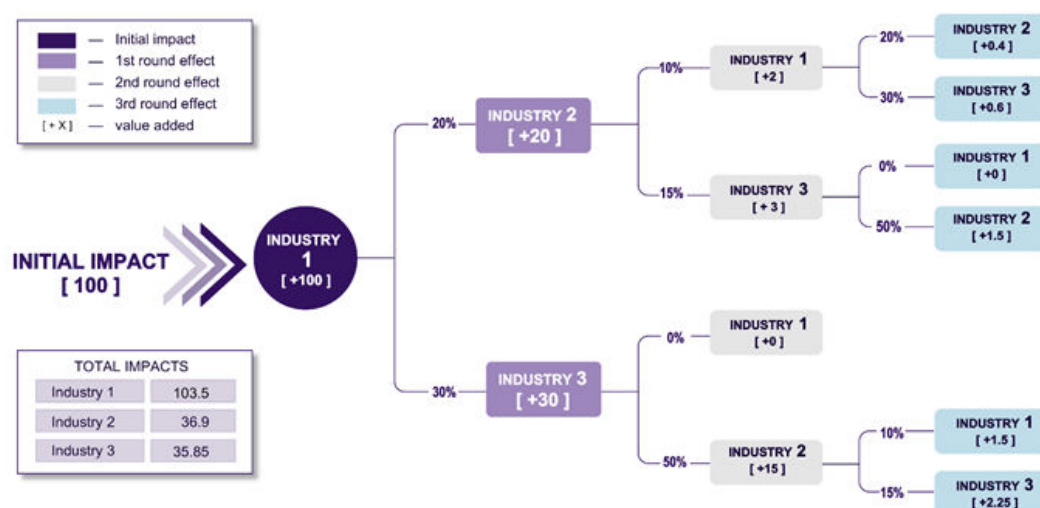 — Initial impact
— 1st round effect
— 2nd round effect
— 3rd round effect
[ + X ] — value added
INITIAL IMPACT
[ 100 ]
INDUSTRY
1
[ +100 ]
20%
INDUSTRY 2
[ +20 ]
30%
INDUSTRY 3
[ +30 ]
10%
INDUSTRY 1
[ +2 ]
15%
INDUSTRY 3
[ + 3 ]
0%
INDUSTRY 1
[ +0 ]
50%
INDUSTRY 2
[ +15 ]
20%
INDUSTRY 2
[ +0.4 ]
30%
INDUSTRY 3
[ +0.6 ]
0%
INDUSTRY 1
[ +0 ]
50%
INDUSTRY 2
[ +1.5 ]
10%
INDUSTRY 1
[ +1.5 ]
15%
INDUSTRY 3
[ +2.25 ]
TOTAL IMPACTS
Industry 1 103.5
Industry 2 36.9
Industry 3 35.85